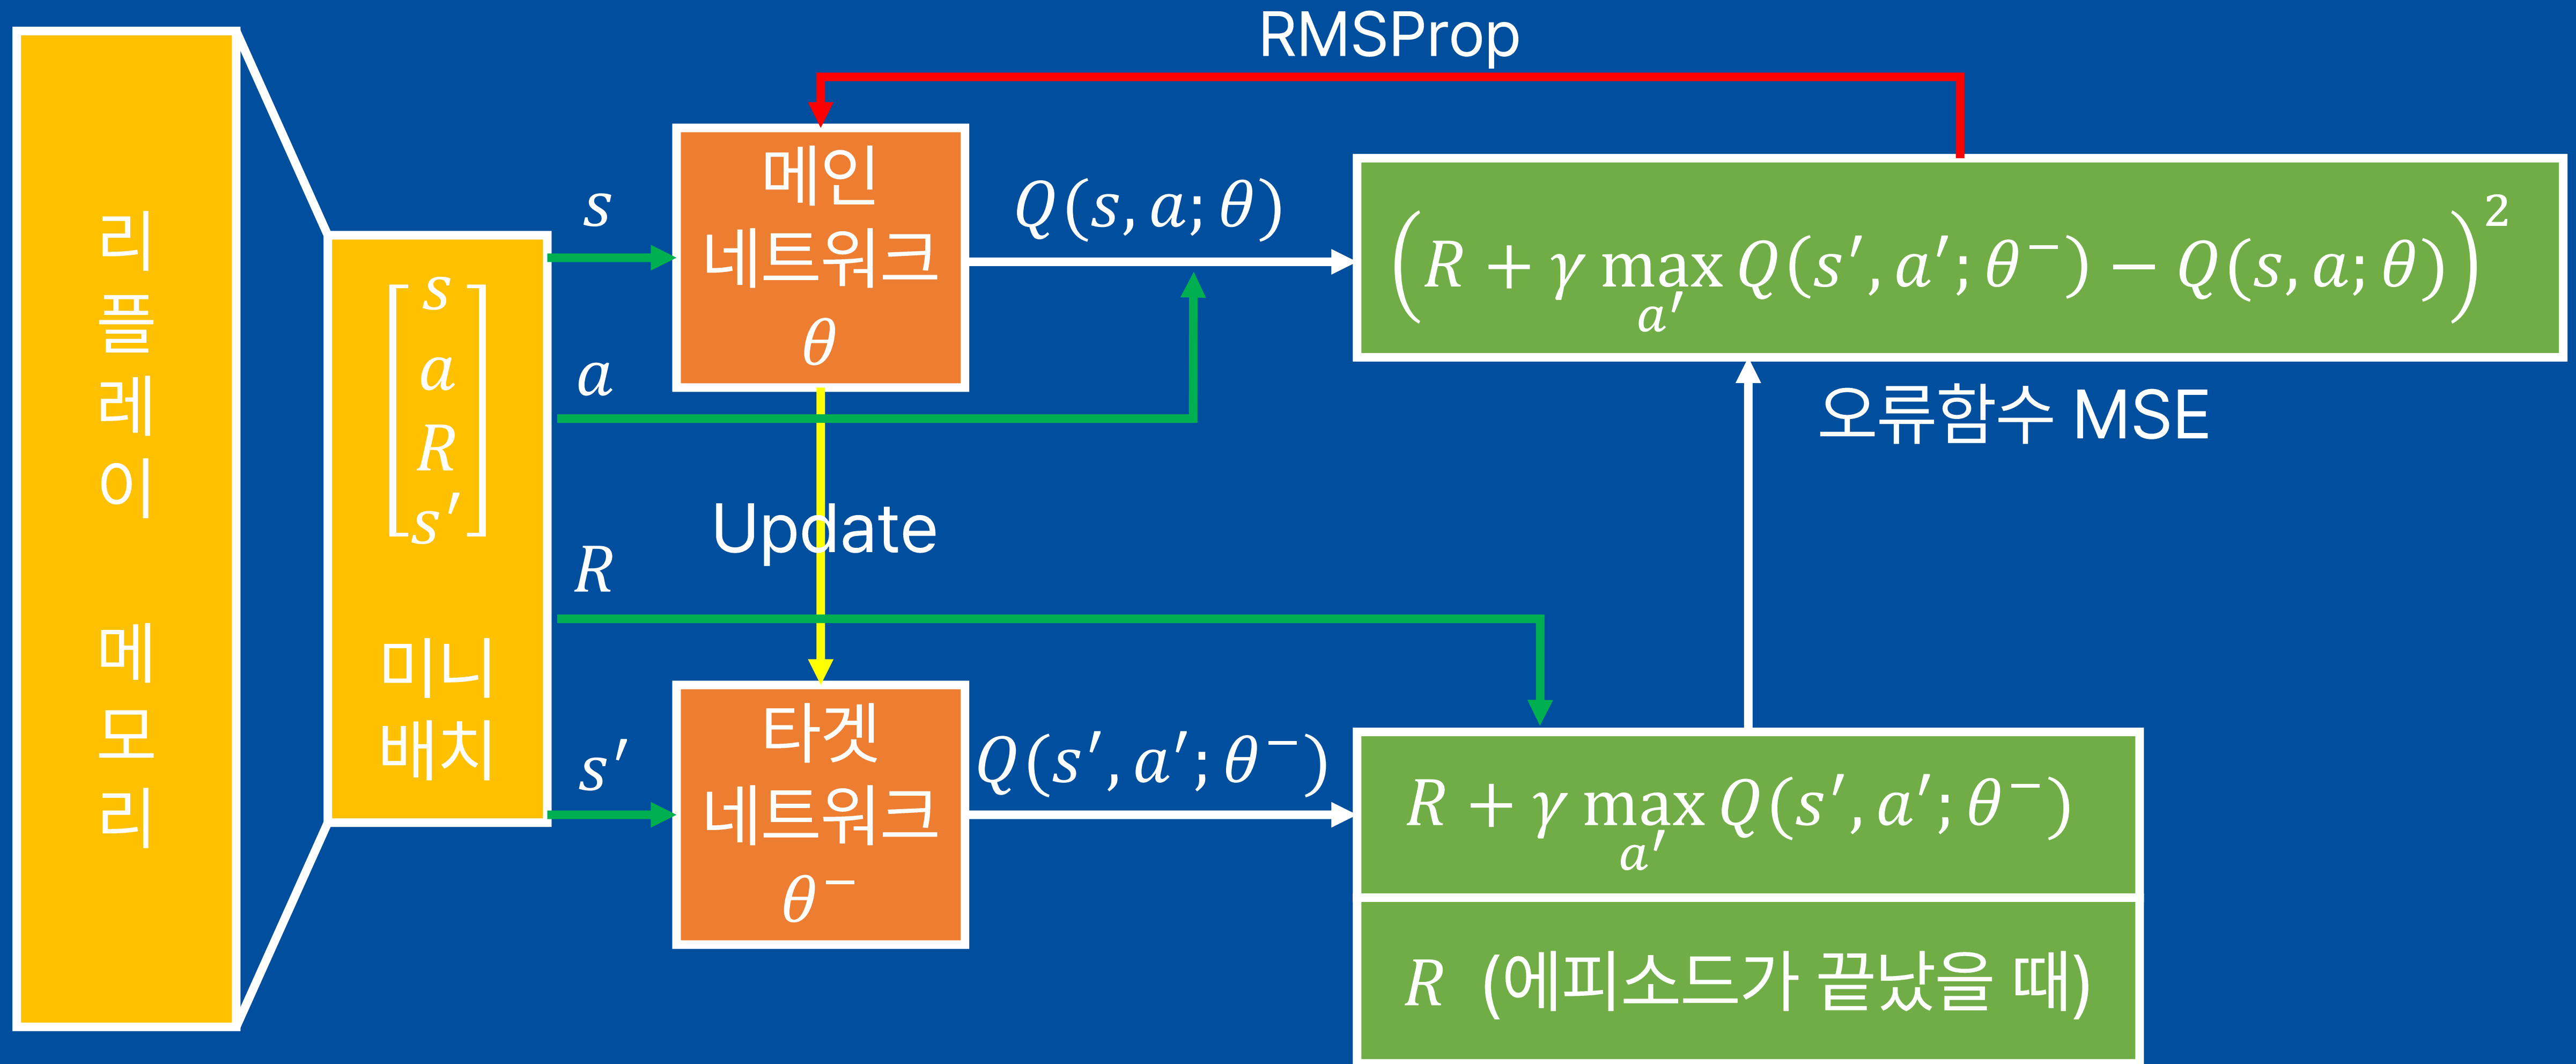 RMSProp
리플레이 메모리
s
a
R
s′
미니
배치
s
a
R
s′
메인
네트워크
θ
Update
타겟
네트워크
θ⁻
Q(s, a; θ)
Q(s′, a′; θ⁻)
(R + γ max Q(s′, a′; θ⁻) − Q(s, a; θ))²
a′
오류함수 MSE
R + γ max Q(s′, a′; θ⁻)
a′
R (에피소드가 끝났을 때)